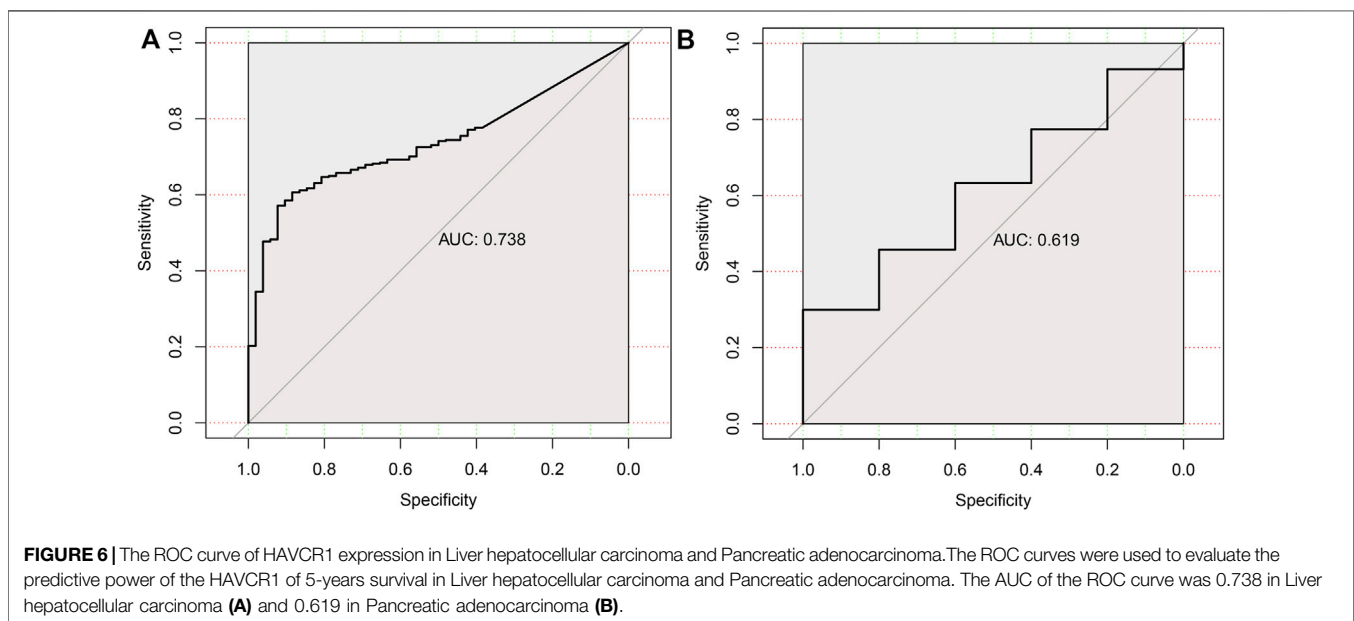 A
1.0
0.8
0.6
0.4
0.2
0.0
Sensitivity
AUC: 0.738
1.0 0.8 0.6 0.4 0.2 0.0
Specificity
B
1.0
0.8
0.6
0.4
0.2
0.0
Sensitivity
AUC: 0.619
1.0 0.8 0.6 0.4 0.2 0.0
Specificity
FIGURE 6 | The ROC curve of HAVCR1 expression in Liver hepatocellular carcinoma and Pancreatic adenocarcinoma.The ROC curves were used to evaluate the
predictive power of the HAVCR1 of 5-years survival in Liver hepatocellular carcinoma and Pancreatic adenocarcinoma. The AUC of the ROC curve was 0.738 in Liver
hepatocellular carcinoma (A) and 0.619 in Pancreatic adenocarcinoma (B).